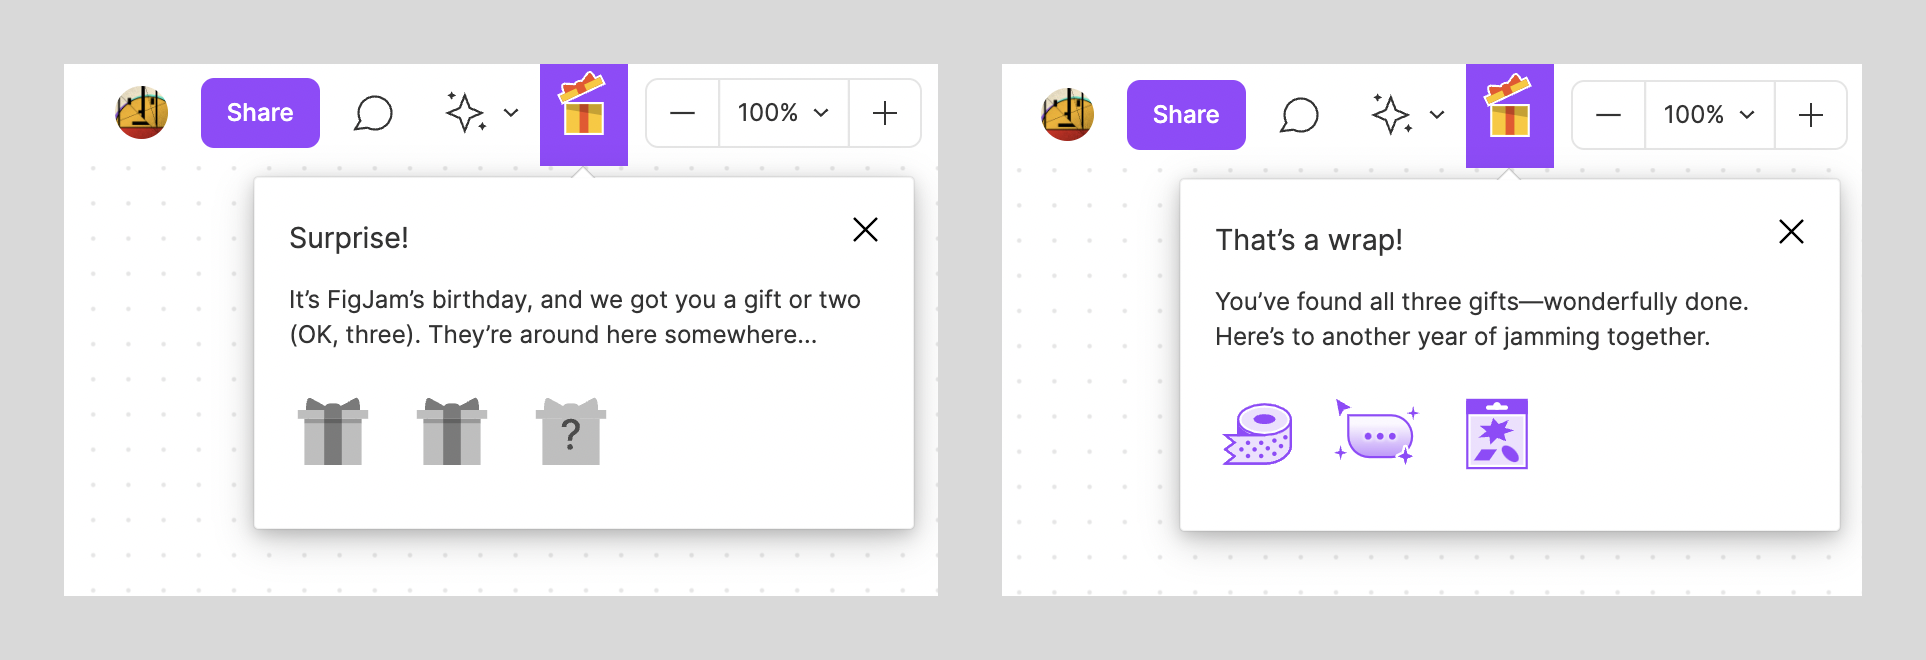 Share
100%
Surprise!
It’s FigJam’s birthday, and we got you a gift or two
(OK, three). They’re around here somewhere...
?
Share
100%
That’s a wrap!
You’ve found all three gifts—wonderfully done.
Here’s to another year of jamming together.